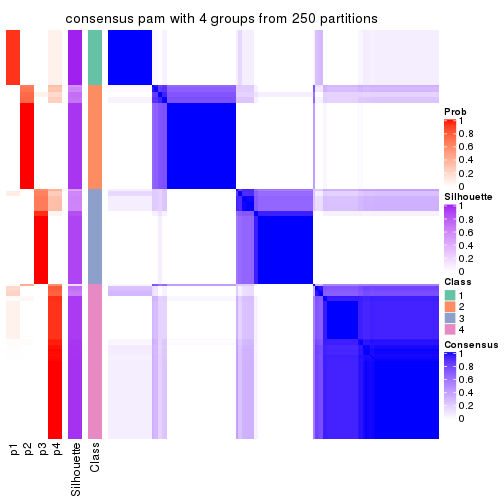 consensus pam with 4 groups from 250 partitions
Prob
1
0.8
0.6
0.4
0.2
0
Silhouette
1
0.8
0.6
0.4
0.2
0
Class
1
2
3
4
Consensus
1
0.8
0.6
0.4
0.2
0
p1
p2
p3
p4
Silhouette
Class